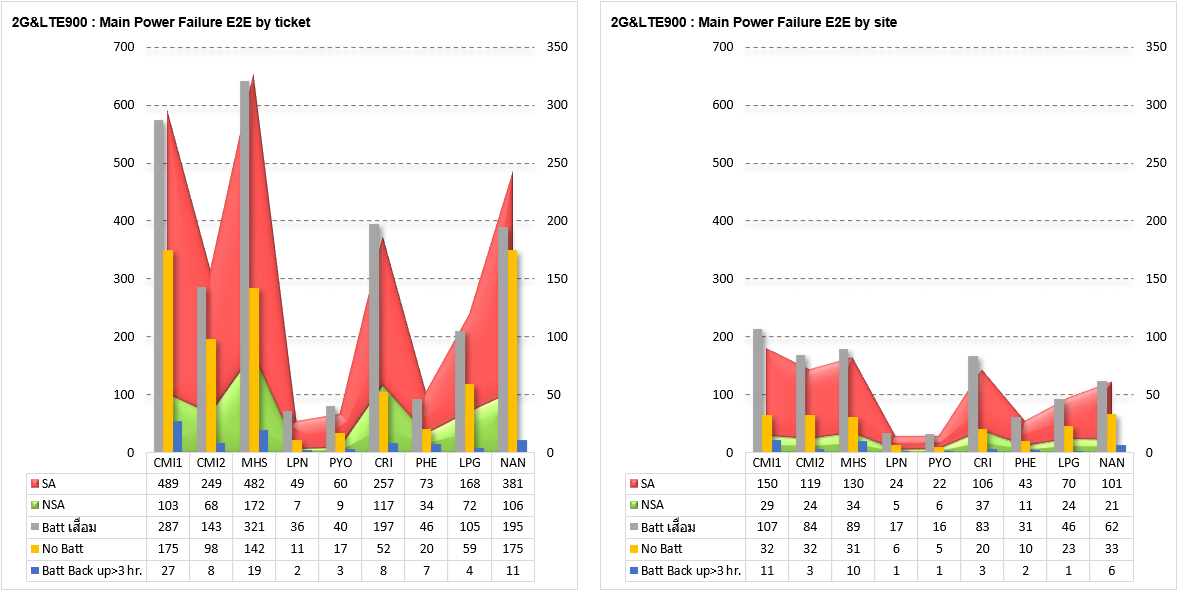 2G&LTE900 : Main Power Failure E2E by ticket
700 350
600 300
500 250
400 200
300 150
200 100
100 50
0 0
CMI1 CMI2 MHS LPN PYO CRI PHE LPG NAN
SA 489 249 482 49 60 257 73 168 381
NSA 103 68 172 7 9 117 34 72 106
Batt เสื่อม 287 143 321 36 40 197 46 105 195
No Batt 175 98 142 11 17 52 20 59 175
Batt Back up>3 hr. 27 8 19 2 3 8 7 4 11
2G&LTE900 : Main Power Failure E2E by site
700 350
600 300
500 250
400 200
300 150
200 100
100 50
0 0
CMI1 CMI2 MHS LPN PYO CRI PHE LPG NAN
SA 150 119 130 24 22 106 43 70 101
NSA 29 24 34 5 6 37 11 24 21
Batt เสื่อม 107 84 89 17 16 83 31 46 62
No Batt 32 32 31 6 5 20 10 23 33
Batt Back up>3 hr. 11 3 10 1 1 3 2 1 6